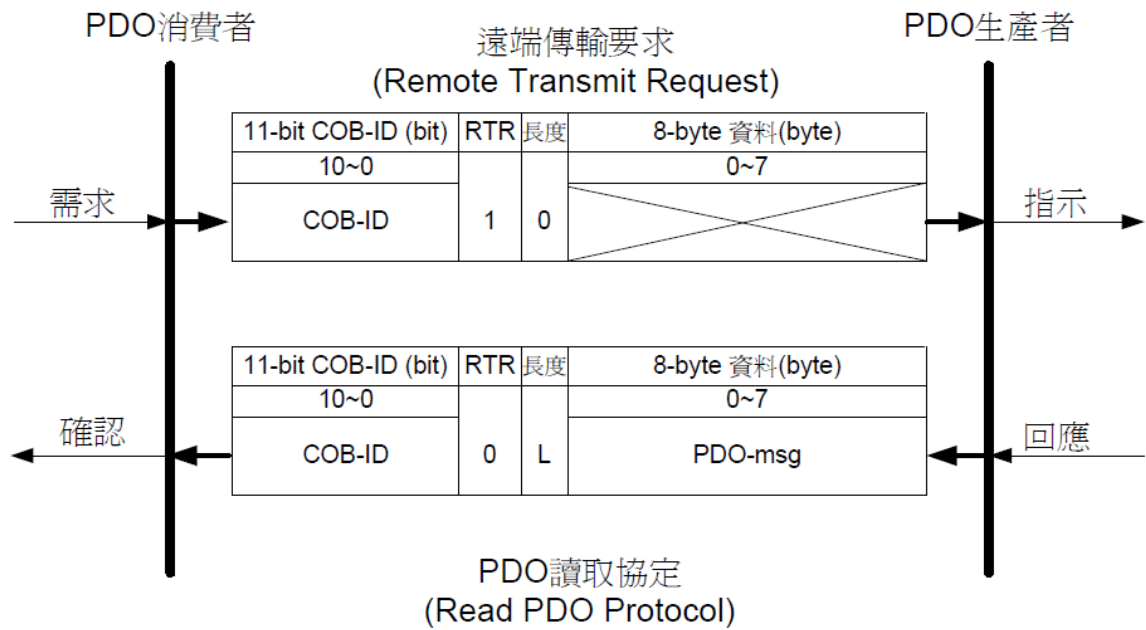 PDO消費者
PDO生產者
遠端傳輸要求
(Remote Transmit Request)
11-bit COB-ID (bit) RTR 長度 8-byte 資料(byte)
10~0 0~7
需求 COB-ID 1 0 指示
11-bit COB-ID (bit) RTR 長度 8-byte 資料(byte)
10~0 0~7
確認 COB-ID 0 L PDO-msg 回應
PDO讀取協定
(Read PDO Protocol)